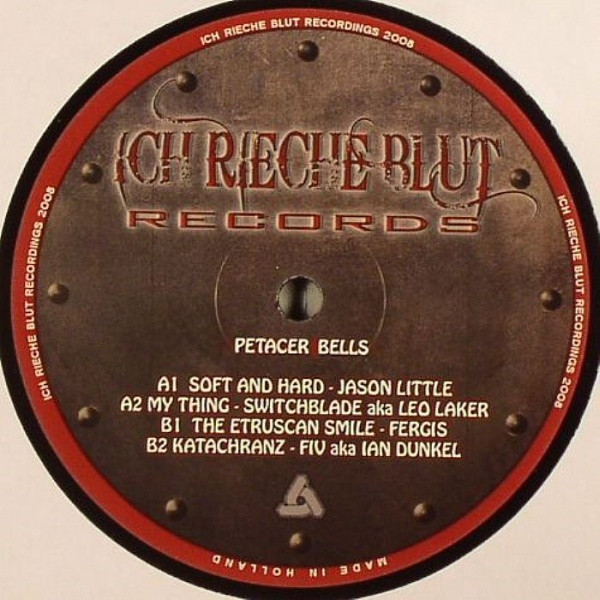 ICH RIECHE BLUT RECORDINGS 2008
ICH RIECHE BLUT
RECORDS
ICH RIECHE BLUT RECORDINGS 2008
ICH RIECHE BLUT RECORDINGS 2008
PETACER BELLS
A1 SOFT AND HARD - JASON LITTLE
A2 MY THING - SWITCHBLADE aka LEO LAKER
B1 THE ETRUSCAN SMILE - FERGIS
B2 KATACHRANZ - FIV aka IAN DUNKEL
MADE IN HOLLAND